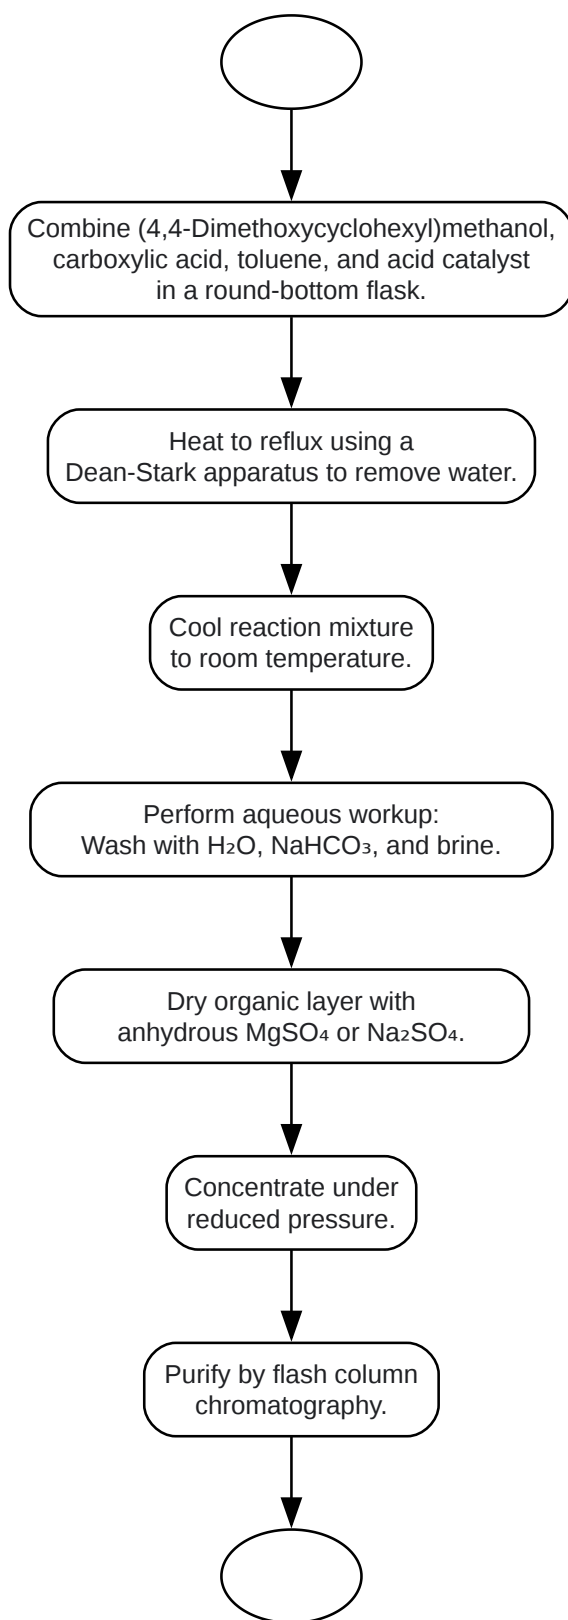 Combine (4,4-Dimethoxycyclohexyl)methanol,
carboxylic acid, toluene, and acid catalyst
in a round-bottom flask.
Heat to reflux using a
Dean-Stark apparatus to remove water.
Cool reaction mixture
to room temperature.
Perform aqueous workup:
Wash with H₂O, NaHCO₃, and brine.
Dry organic layer with
anhydrous MgSO₄ or Na₂SO₄.
Concentrate under
reduced pressure.
Purify by flash column
chromatography.